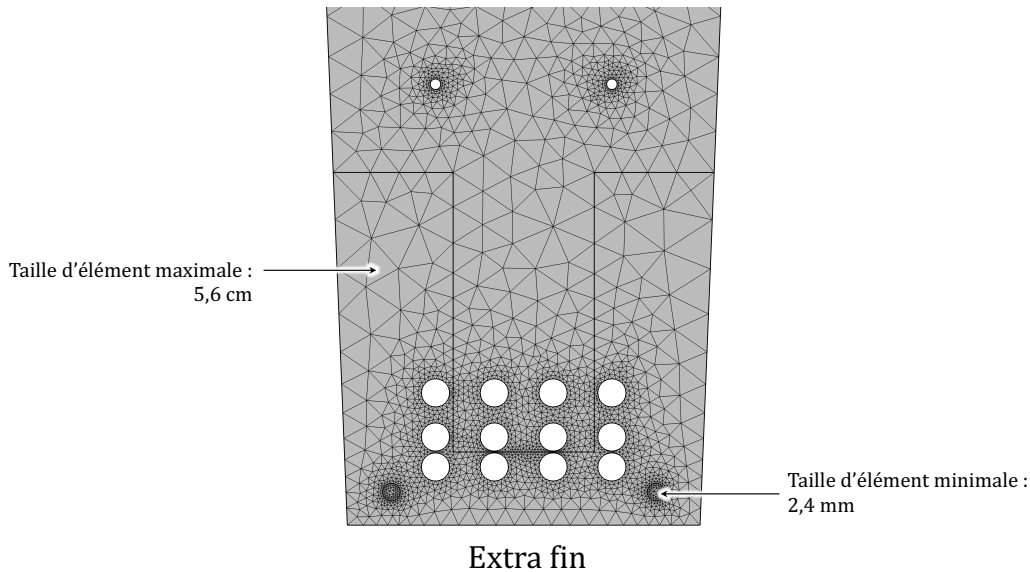 Taille d'élément maximale :
5,6 cm
Taille d'élément minimale :
2,4 mm
Extra fin